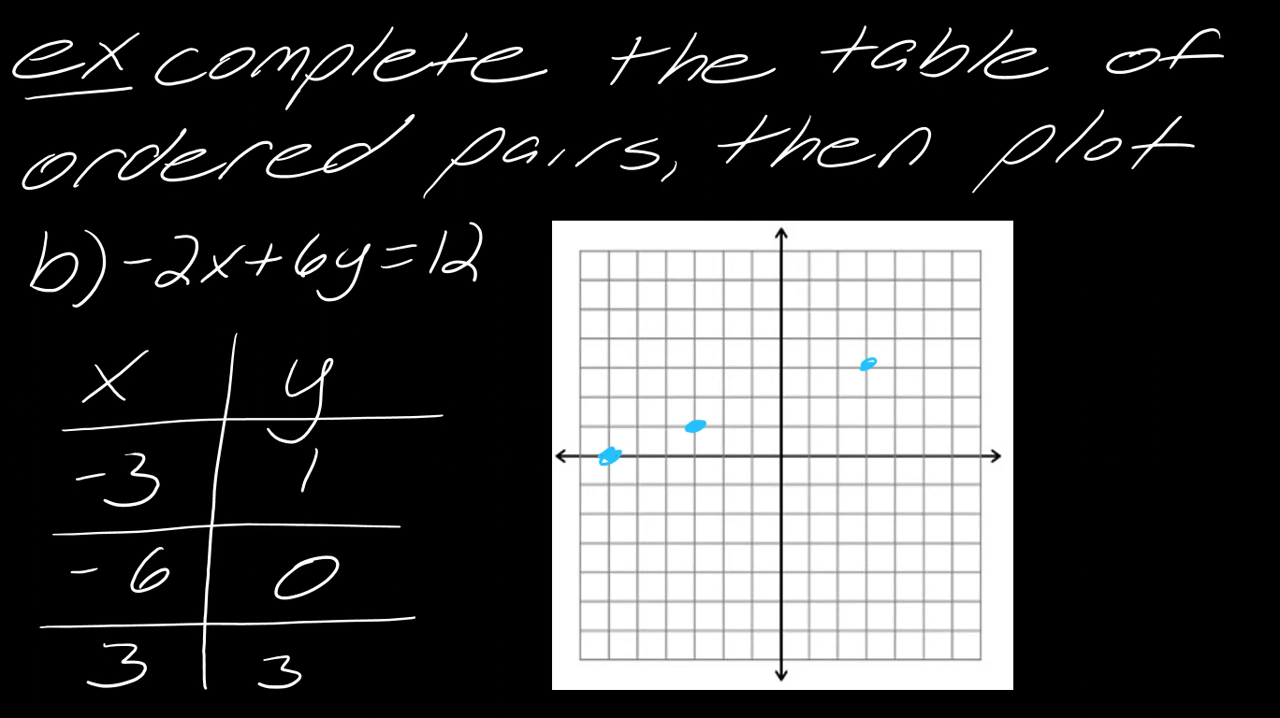 ex complete the table of
ordered pairs, then plot
b) -2x+6y=12
x y
-3 1
-6 0
3 3